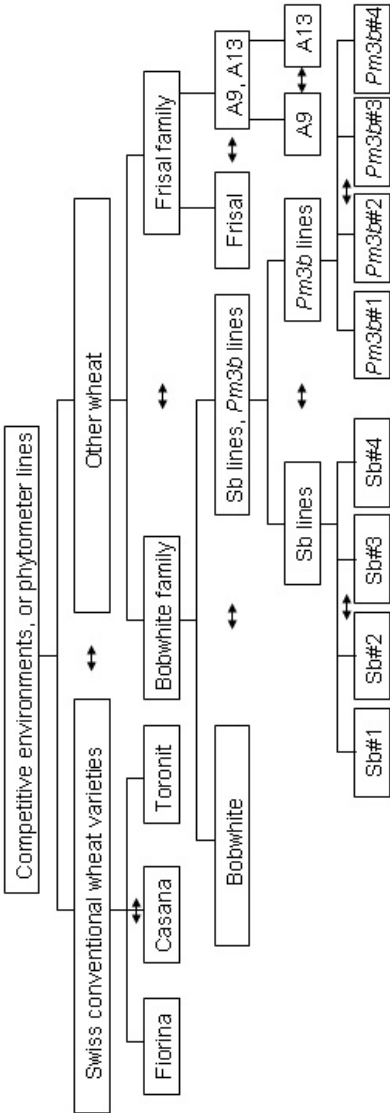 Competitive environments, or phytometer lines
Swiss conventional wheat varieties
Other wheat
Fiorina
Casana
Toronit
Bobwhite family
Frisal family
Bobwhite
Sb lines, Pm3b lines
Frisal
A9, A13
Sb lines
Pm3b lines
A9
A13
Sb#1
Sb#2
Sb#3
Sb#4
Pm3b#1
Pm3b#2
Pm3b#3
Pm3b#4